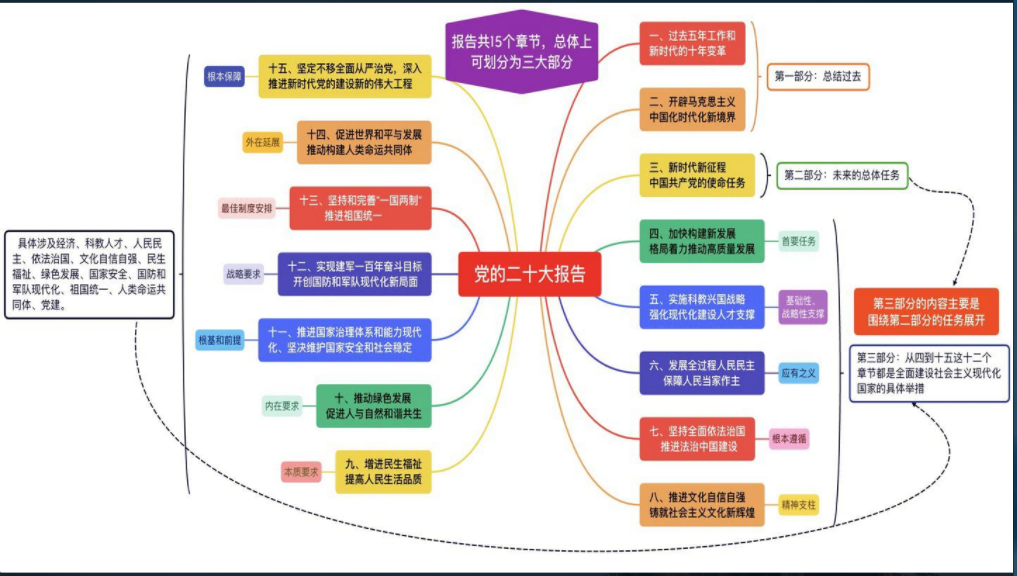 报告共15个章节，总体上
可划分为三大部分
党的二十大报告
一、过去五年工作和
新时代的十年变革
二、开辟马克思主义
中国化时代化新境界
第一部分：总结过去
三、新时代新征程
中国共产党的使命任务
第二部分：未来的总体任务
四、加快构建新发展
格局着力推动高质量发展
首要任务
五、实施科教兴国战略
强化现代化建设人才支撑
基础性、
战略性支撑
六、发展全过程人民民主
保障人民当家作主
应有之义
七、坚持全面依法治国
推进法治中国建设
根本遵循
八、推进文化自信自强
铸就社会主义文化新辉煌
精神支柱
第三部分的内容主要是
围绕第二部分的任务展开
第三部分：从四到十五这十二个
章节都是全面建设社会主义现代化
国家的具体举措
九、增进民生福祉
提高人民生活品质
本质要求
十、推动绿色发展
促进人与自然和谐共生
内在要求
十一、推进国家治理体系和能力现代
化、坚决维护国家安全和社会稳定
根基和前提
十二、实现建军一百年奋斗目标
开创国防和军队现代化新局面
战略要求
十三、坚持和完善"一国两制"
推进祖国统一
最佳制度安排
十四、促进世界和平与发展
推动构建人类命运共同体
外在延展
十五、坚定不移全面从严治党，深入
推进新时代党的建设新的伟大工程
根本保障
具体涉及经济、科教人才、人民民
主、依法治国、文化自信自强、民生
福祉、绿色发展、国家安全、国防和
军队现代化、祖国统一、人类命运共
同体、党建。